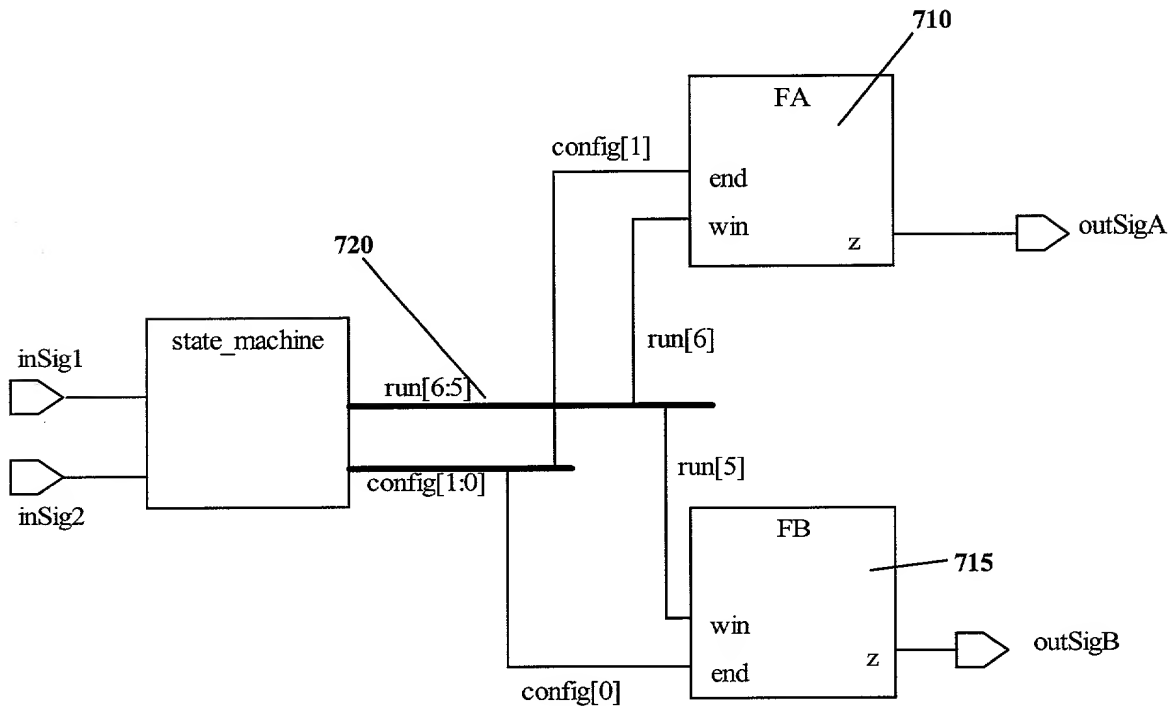 710
FA
config[1]
end
win
z
outSigA
720
run[6]
state_machine
inSig1
run[6:5]
inSig2
config[1:0]
run[5]
FB
715
win
z
end
outSigB
config[0]